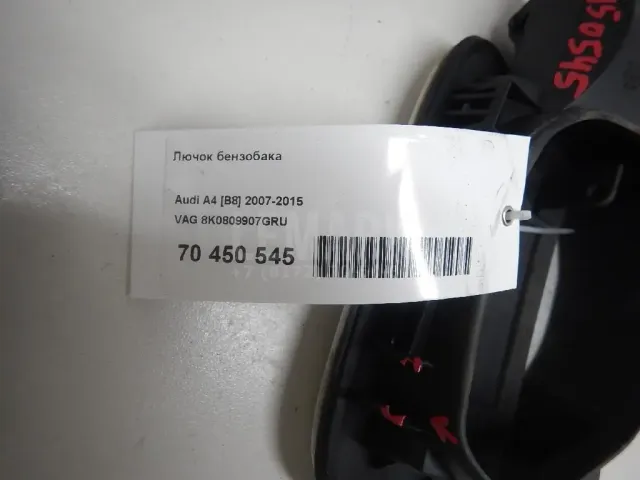 Лючок бензобака
Audi A4 [B8] 2007-2015
VAG 8K0809907GRU
70 450 545